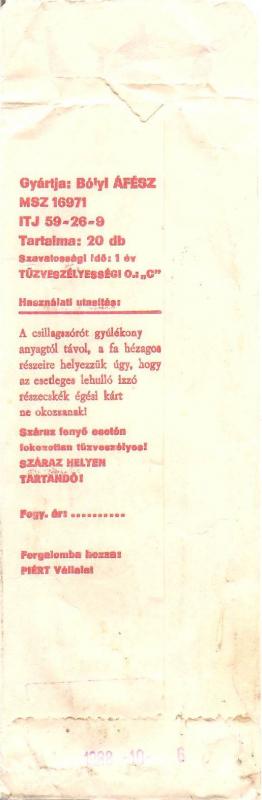 Gyártja: Bólyi ÁFÉSZ
MSZ 16971
ITJ 59-26-9
Tartalma: 20 db
Szavatossági idő: 1 év
TŰZVESZÉLYESSÉGI O.: „C"
Használati utasítás:
A csillagszórót gyúlékony
anyagtól távol, a fa hézagos
részeire helyezzük úgy, hogy
az esetleges lehulló izzó
részecskék égési kárt
ne okozzanak!
Száraz fenyő esetén
fokozottan tűzveszélyes!
SZÁRAZ HELYEN
TARTANDÓ!
Fogy. ár: ..........
Forgalomba hozza:
PIÉRT Vállalat
6